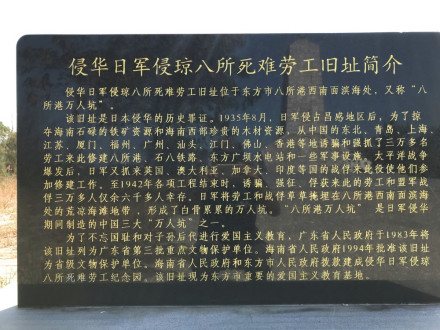 侵华日军侵琼八所死难劳工旧址简介
侵华日军侵琼八所死难劳工旧址位于东方市八所港西南面滨海处，又称“八
所港万人坑”。
该旧址是日本侵华的历史罪证。1935年8月，日军侵占昌感地区后，为了掠
夺海南石碌的铁矿资源和海南西部珍贵的木材资源，从中国的东北、青岛、上海、
江苏、厦门、福州、广州、汕头、江门、佛山、香港等地诱骗和强抓了三万多名
劳工来此修建八所港、石八铁路、东方广坝水电站和一些军事设施。太平洋战争
爆发后，日军又抓来英国、澳大利亚、加拿大、印度等国的战俘来此役使他们参
加修建工作。至1942年各项工程结束时，诱骗、强征、俘获来此的劳工和盟军战
俘三万多人仅余六千多人幸存。日军将劳工和战俘草草掩埋在八所港西南面滨海
处的荒凉海滩地带，形成了白骨累累的万人坑。“八所港万人坑”是日军侵华
期间制造的中国三大“万人坑”之一。
为了不忘国耻和对子孙后代进行爱国主义教育，广东省人民政府于1983年将
该旧址列为广东省第三批重点文物保护单位。海南省人民政府1994年批准该旧址
为省级文物保护单位。海南省人民政府和东方市人民政府拨款建成侵华日军侵琼
八所死难劳工纪念园。该旧址现为东方市重要的爱国主义教育基地。